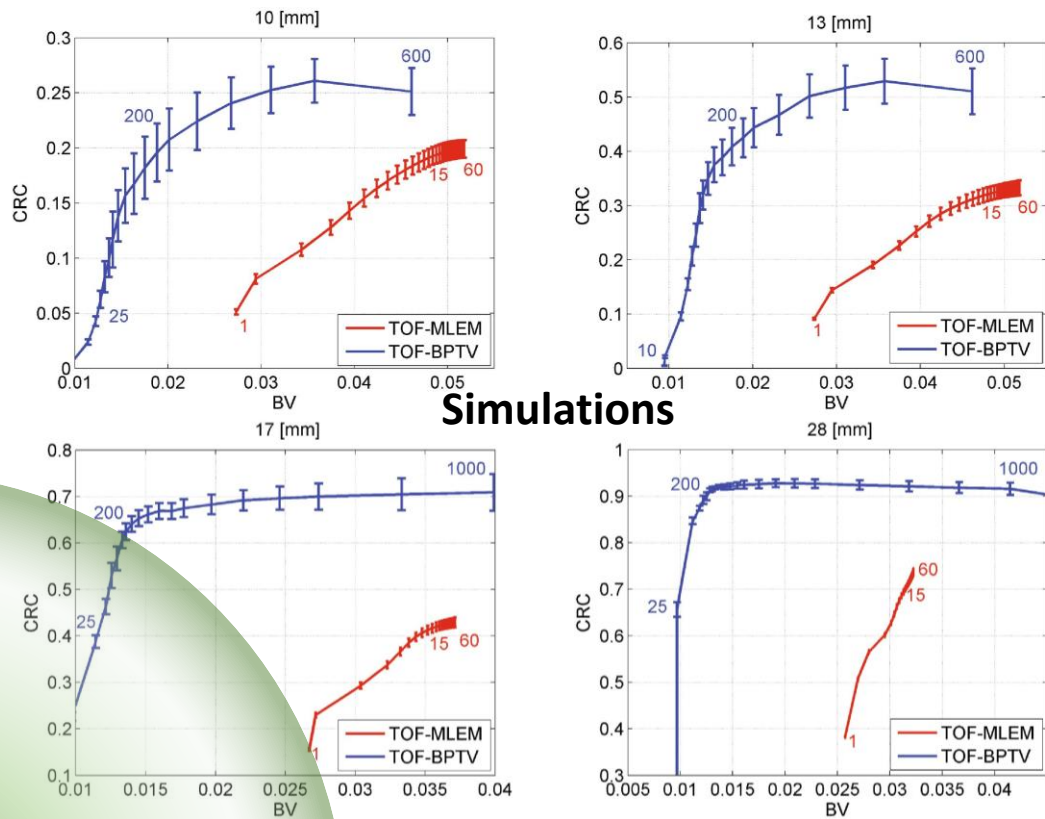 10 [mm]
0.3
0.25
0.2
0.15
0.1
0.05
0
CRC
600
200
25
15
60
1
TOF-MLEM
TOF-BPTV
0.01 0.02 0.03 0.04 0.05
BV
13 [mm]
0.6
0.5
0.4
0.3
0.2
0.1
0
CRC
600
200
10
15
60
1
TOF-MLEM
TOF-BPTV
0.01 0.02 0.03 0.04 0.05
BV
Simulations
17 [mm]
0.8
0.7
0.6
0.5
0.4
0.3
0.2
0.1
CRC
1000
200
25
15
60
1
TOF-MLEM
TOF-BPTV
0.01 0.015 0.02 0.025 0.03 0.035 0.04
BV
28 [mm]
1
0.9
0.8
0.7
0.6
0.5
0.4
0.3
CRC
1000
200
25
60
15
1
TOF-MLEM
TOF-BPTV
0.005 0.01 0.015 0.02 0.025 0.03 0.035 0.04
BV